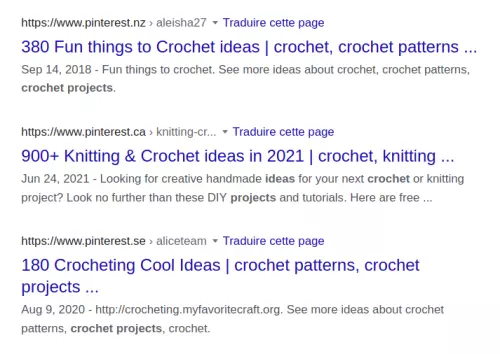 https://www.pinterest.nz › aleisha27 ▾ Traduire cette page
380 Fun things to Crochet ideas | crochet, crochet patterns ...
Sep 14, 2018 - Fun things to crochet. See more ideas about crochet, crochet patterns,
crochet projects.
https://www.pinterest.ca › knitting-cr... ▾ Traduire cette page
900+ Knitting & Crochet ideas in 2021 | crochet, knitting ...
Jun 24, 2021 - Looking for creative handmade ideas for your next crochet or knitting
project? Look no further than these DIY projects and tutorials. Here are free ...
https://www.pinterest.se › aliceteam ▾ Traduire cette page
180 Crocheting Cool Ideas | crochet patterns, crochet
projects ...
Aug 9, 2020 - http://crocheting.myfavoritecraft.org. See more ideas about crochet
patterns, crochet projects, crochet.